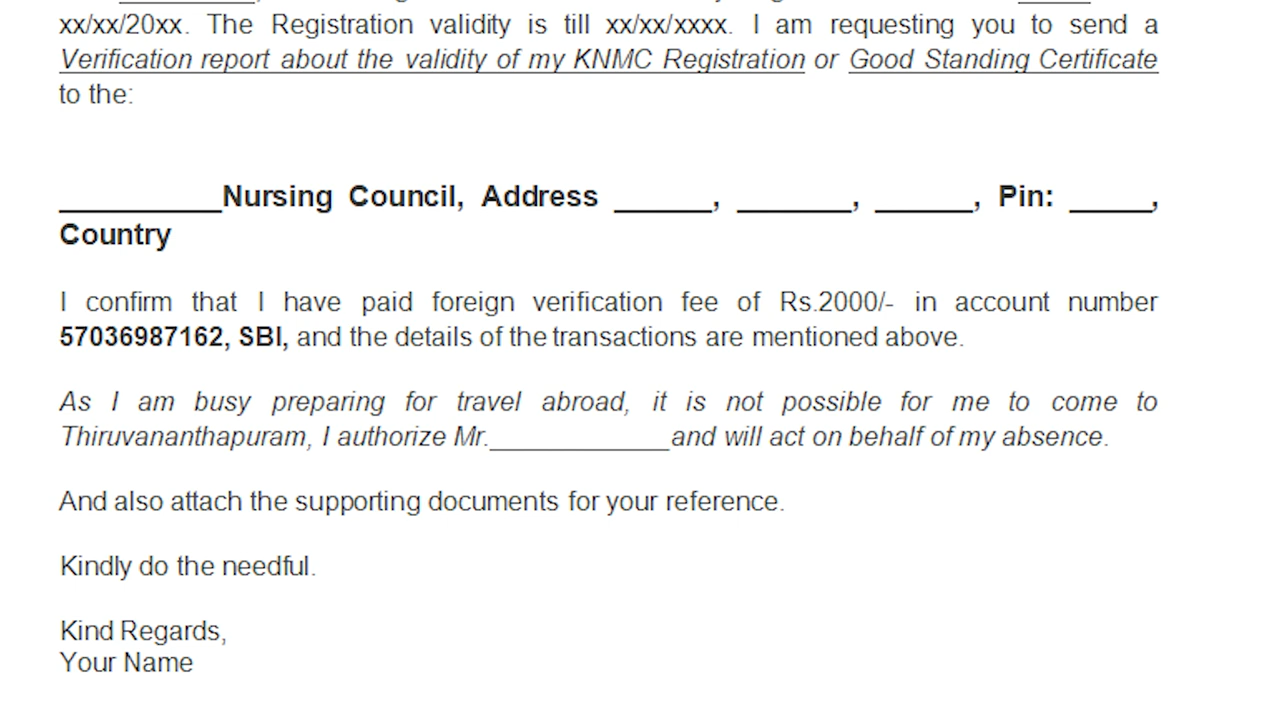 xx/xx/20xx. The Registration validity is till xx/xx/xxxx. I am requesting you to send a
Verification report about the validity of my KNMC Registration or Good Standing Certificate
to the:
__________Nursing Council, Address ______, _______, ______, Pin: _____,
Country
I confirm that I have paid foreign verification fee of Rs.2000/- in account number
57036987162, SBI, and the details of the transactions are mentioned above.
As I am busy preparing for travel abroad, it is not possible for me to come to
Thiruvananthapuram, I authorize Mr.____________and will act on behalf of my absence.
And also attach the supporting documents for your reference.
Kindly do the needful.
Kind Regards,
Your Name